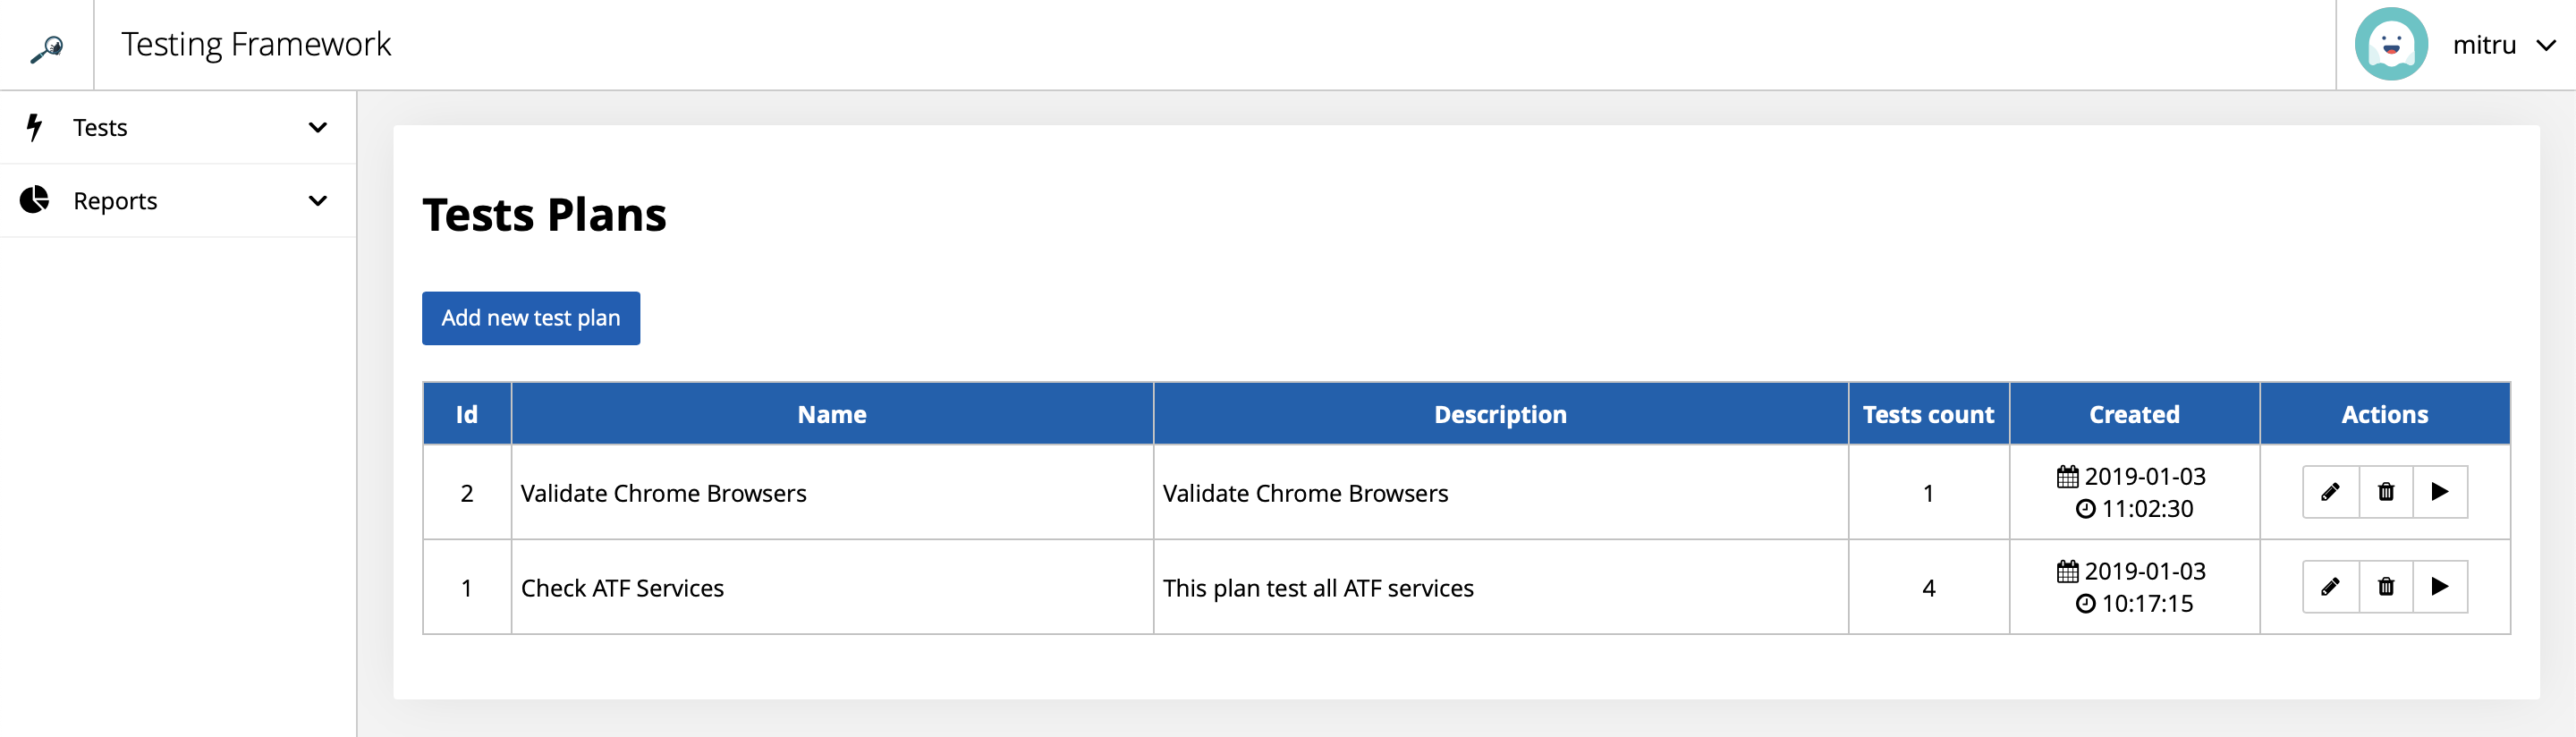 Testing Framework
mitru
Tests
Reports
Tests Plans
Add new test plan
Id Name Description Tests count Created Actions
2 Validate Chrome Browsers Validate Chrome Browsers 1 2019-01-03
11:02:30
1 Check ATF Services This plan test all ATF services 4 2019-01-03
10:17:15